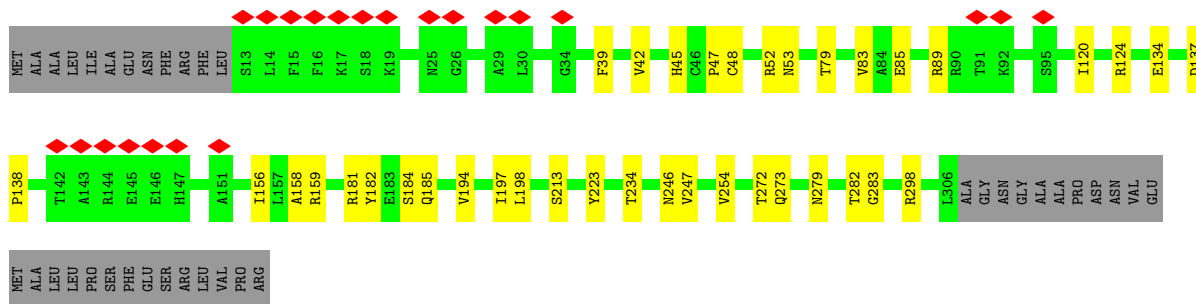 MET ALA ALA LEU ILE ALA GLU ASN PHE ARG PHE LEU S13 L14 F15 F16 K17 S18 K19 N25 G26 A29 L30 G34 F39 V42 H45 C46 P47 C48 R52 N53 T79 V83 A84 E85 R89 R90 T91 K92 S95 I120 R124 E134 D137
P138 T142 A143 R144 E145 E146 H147 A151 I156 L157 A158 R159 R181 Y182 E183 S184 Q185 V194 I197 L198 S213 Y223 T234 N246 V247 V254 T272 Q273 N279 T282 G283 R298 L306 ALA GLY ASN GLY ALA ALA PRO ASP ASN VAL GLU
MET ALA LEU LEU PRO SER PHE GLU SER ARG LEU VAL PRO ARG